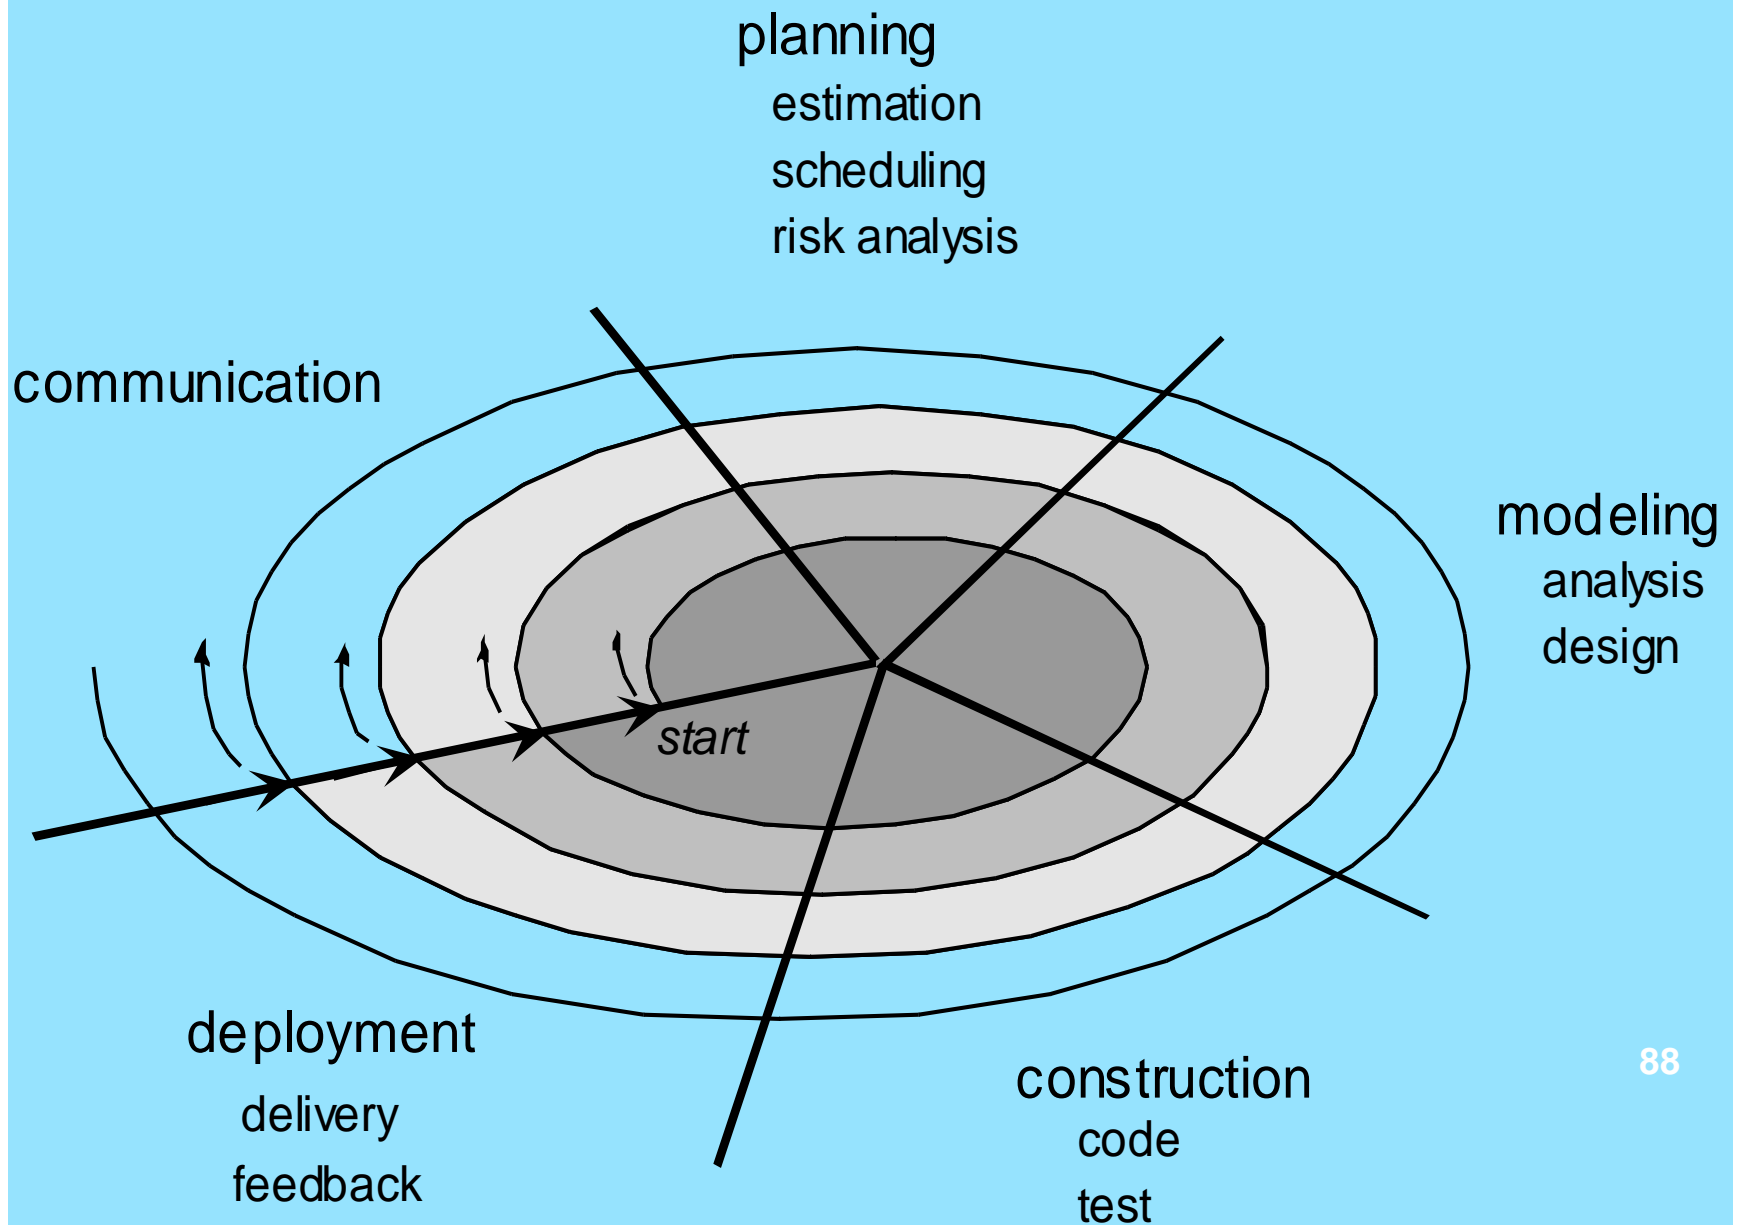 planning
estimation
scheduling
risk analysis
communication
modeling
analysis
design
start
deployment
delivery
feedback
construction
code
test
88